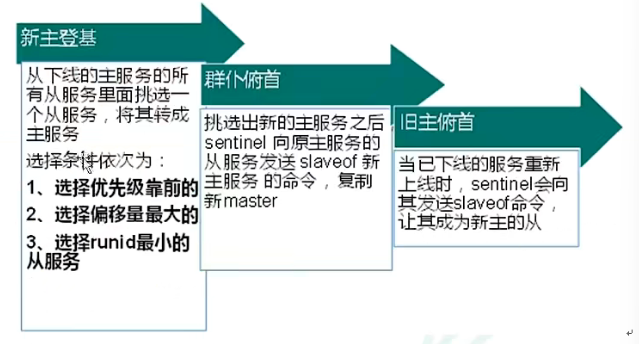 新主登基
从下线的主服务的所
有从服务里面挑选一
个从服务，将其转成
主服务
选择条件依次为：
1、选择优先级靠前的
2、选择偏移量最大的
3、选择runid最小的
从服务
群仆俯首
挑选出新的主服务之后，
sentinel 向原主服务的
从服务发送 slaveof 新
主服务 的命令，复制
新master
旧主俯首
当已下线的服务重新
上线时，sentinel会向
其发送slaveof命令，
让其成为新主的从